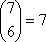 (7
6) = 7